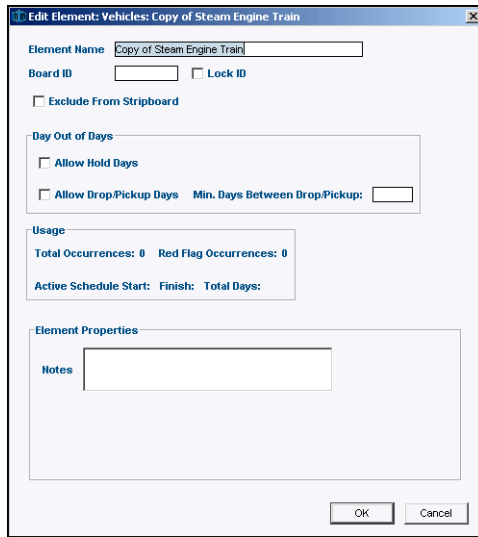 Edit Element: Vehicles: Copy of Steam Engine Train
Element Name Copy of Steam Engine Train
Board ID Lock ID
Exclude From Stripboard
Day Out of Days
Allow Hold Days
Allow Drop/Pickup Days Min. Days Between Drop/Pickup:
Usage
Total Occurrences: 0 Red Flag Occurrences: 0
Active Schedule Start: Finish: Total Days:
Element Properties
Notes
OK Cancel